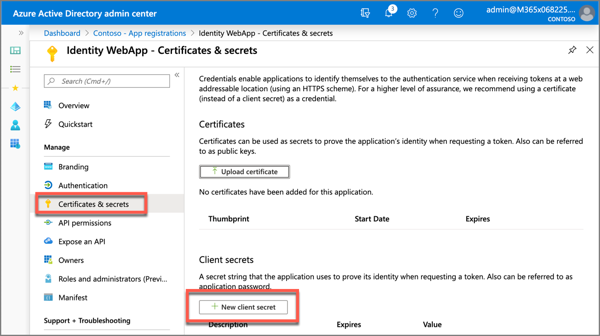 Azure Active Directory admin center
1
admin@M365x068225....
CONTOSO
Dashboard > Contoso - App registrations > Identity WebApp - Certificates & secrets
Identity WebApp - Certificates & secrets
Search (Cmd+/)
Overview
Quickstart
Manage
Branding
Authentication
Certificates & secrets
API permissions
Expose an API
Owners
Roles and administrators (Previ...
Manifest
Support + Troubleshooting
Credentials enable applications to identify themselves to the authentication service when receiving tokens at a web
addressable location (using an HTTPS scheme). For a higher level of assurance, we recommend using a certificate
(instead of a client secret) as a credential.
Certificates
Certificates can be used as secrets to prove the application's identity when requesting a token. Also can be referred
to as public keys.
Upload certificate
No certificates have been added for this application.
Thumbprint Start Date Expires
Client secrets
A secret string that the application uses to prove its identity when requesting a token. Also can be referred to as
application password.
New client secret
Description Expires Value